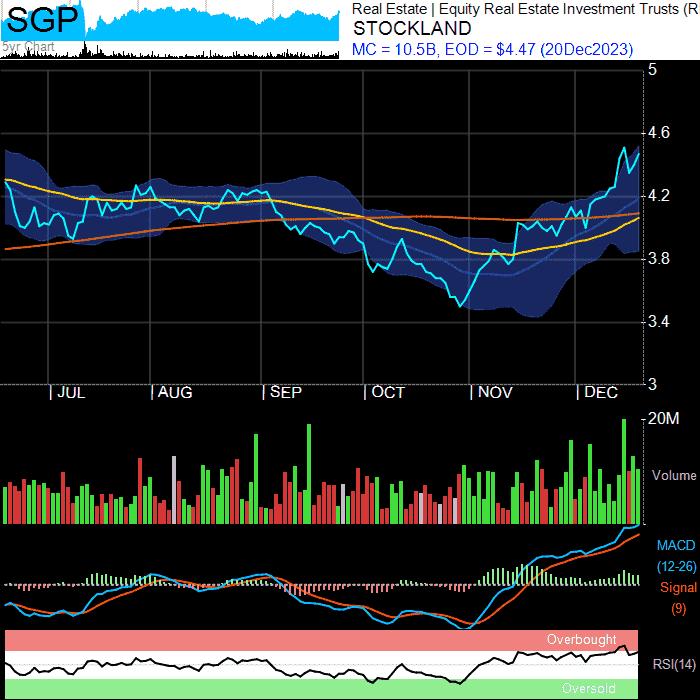 SGP
5yr Chart
Real Estate | Equity Real Estate Investment Trusts (R
STOCKLAND
MC = 10.5B, EOD = $4.47 (20Dec2023)
5
4.6
4.2
3.8
3.4
3
| JUL | AUG | SEP | OCT | NOV | DEC
20M
Volume
MACD
(12-26)
Signal
(9)
Overbought
RSI(14)
Oversold